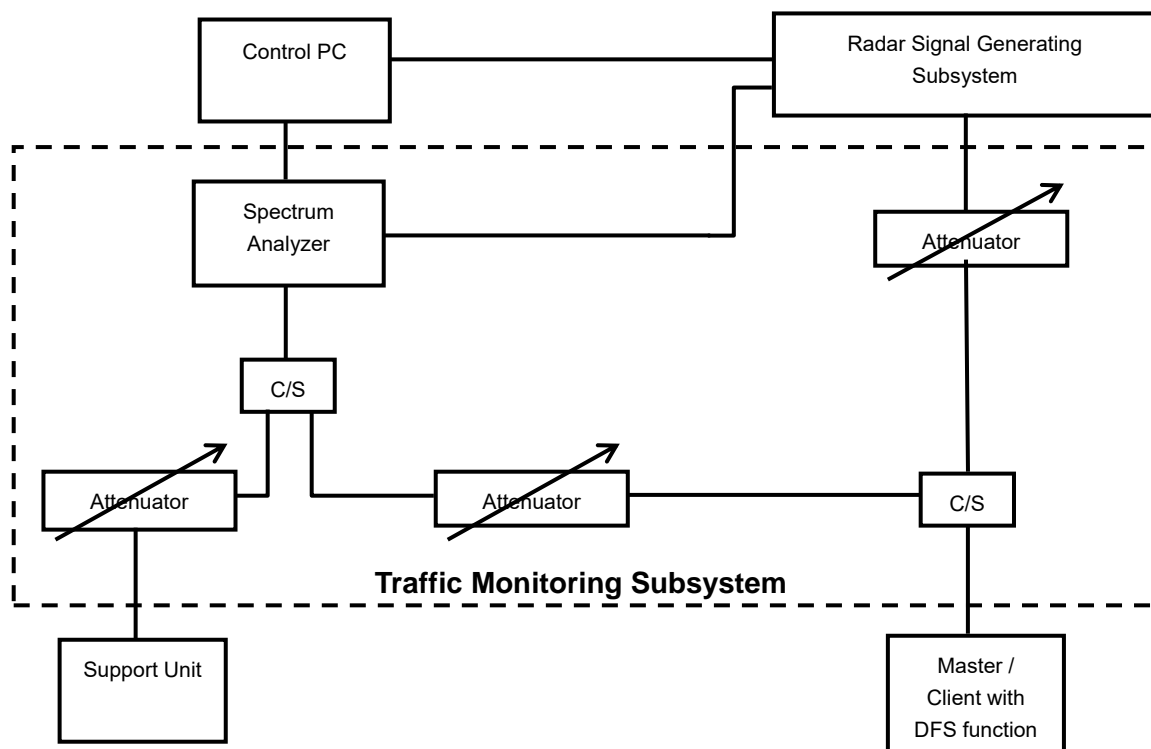 Control PC
Radar Signal Generating
Subsystem
Spectrum
Analyzer
Attenuator
C/S
Attenuator
Attenuator
C/S
Traffic Monitoring Subsystem
Support Unit
Master /
Client with
DFS function